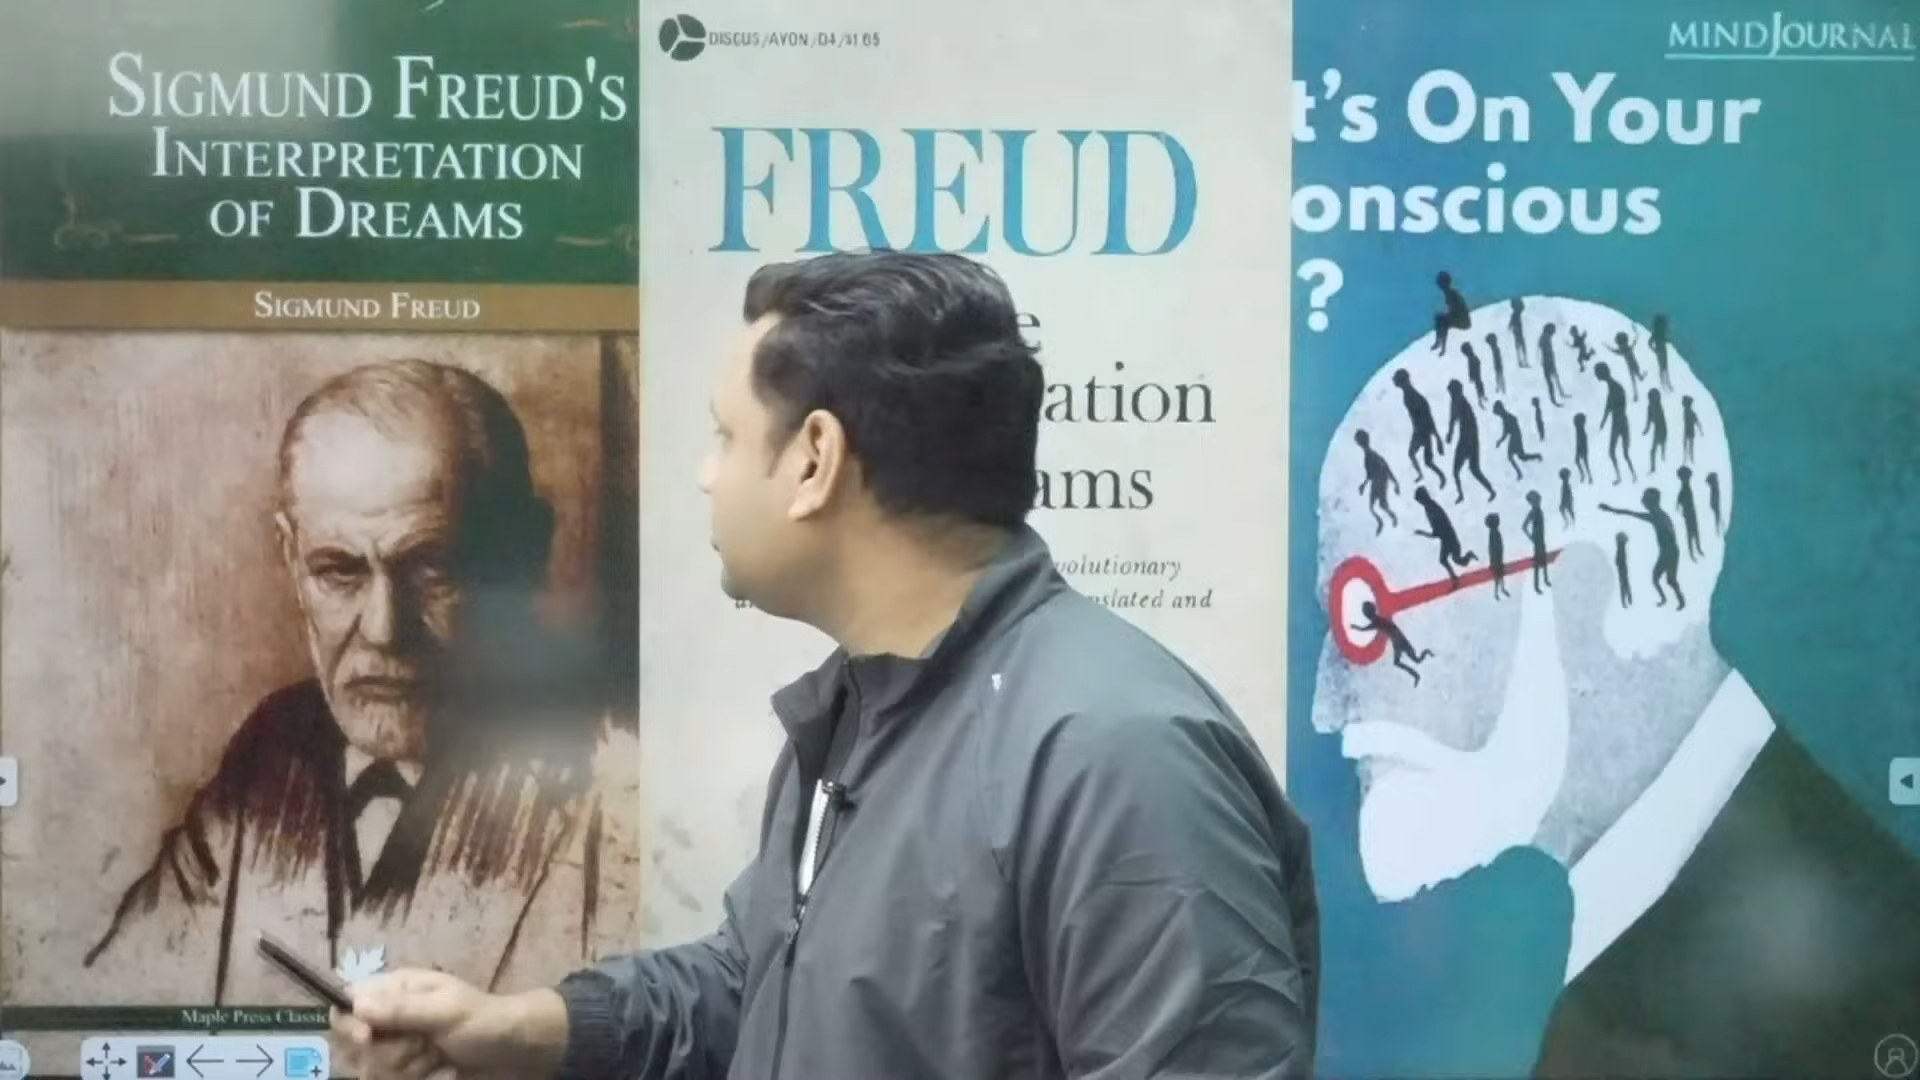 SIGMUND FREUD'S
INTERPRETATION
OF DREAMS
SIGMUND FREUD
Maple Press Classic
DISCUS/AVON/D4/$1.65
FREUD
e
ation
ams
volutionary
nslated and
MINDJOURNAL
t's On Your
onscious
?